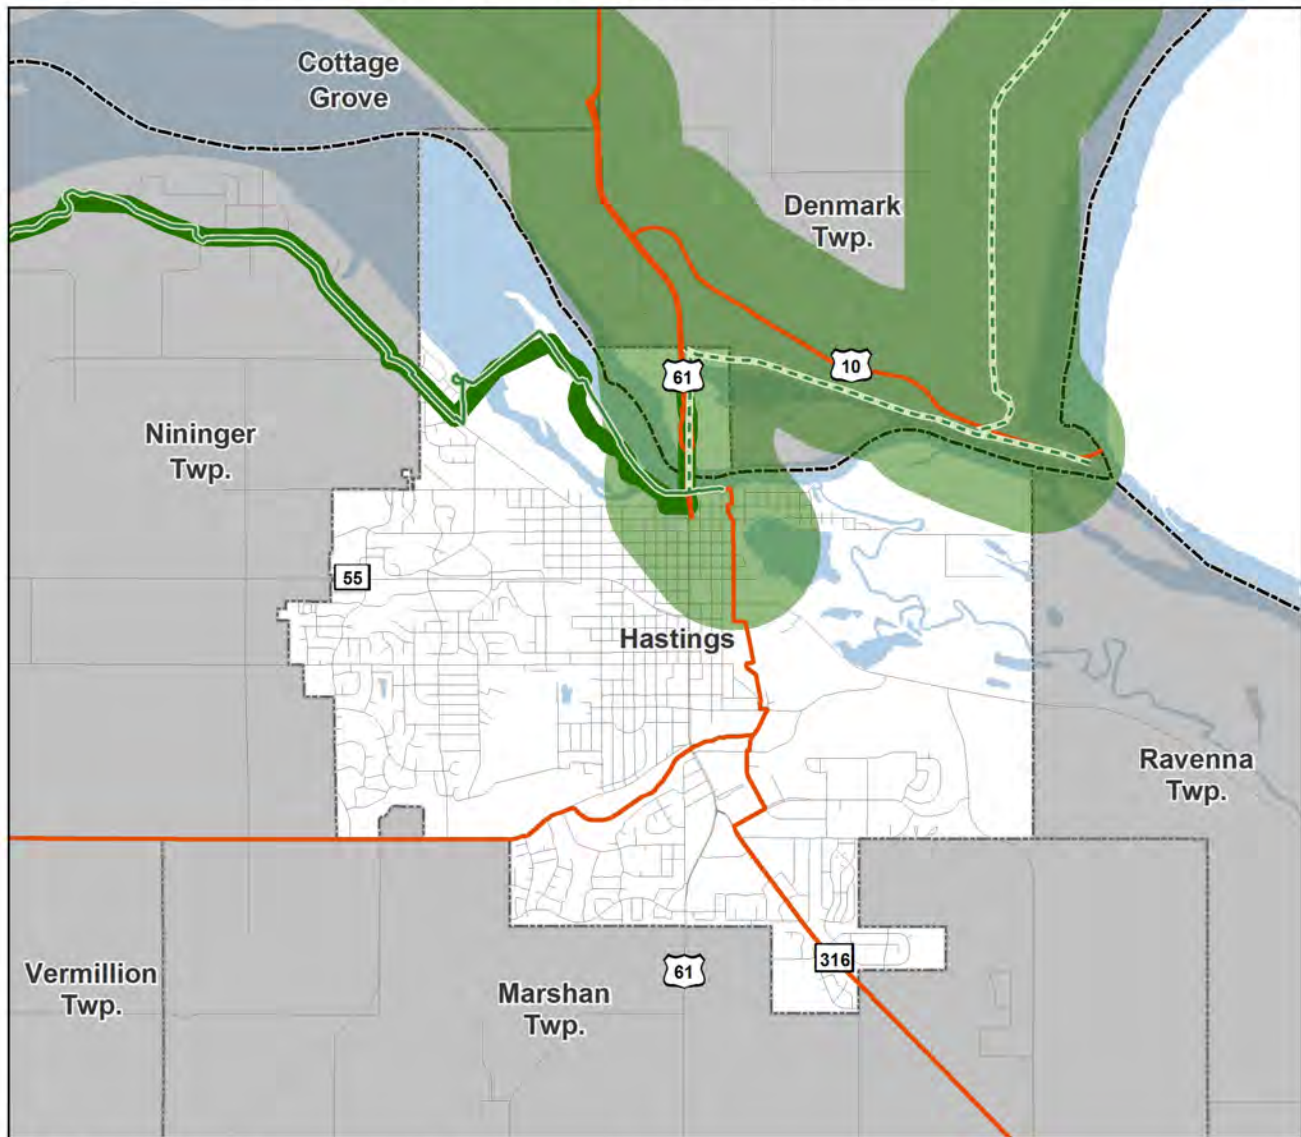 Cottage
Grove
Denmark
Twp.
10
61
Nininger
Twp.
55
Hastings
Ravenna
Twp.
316
61
Vermillion
Twp.
Marshan
Twp.